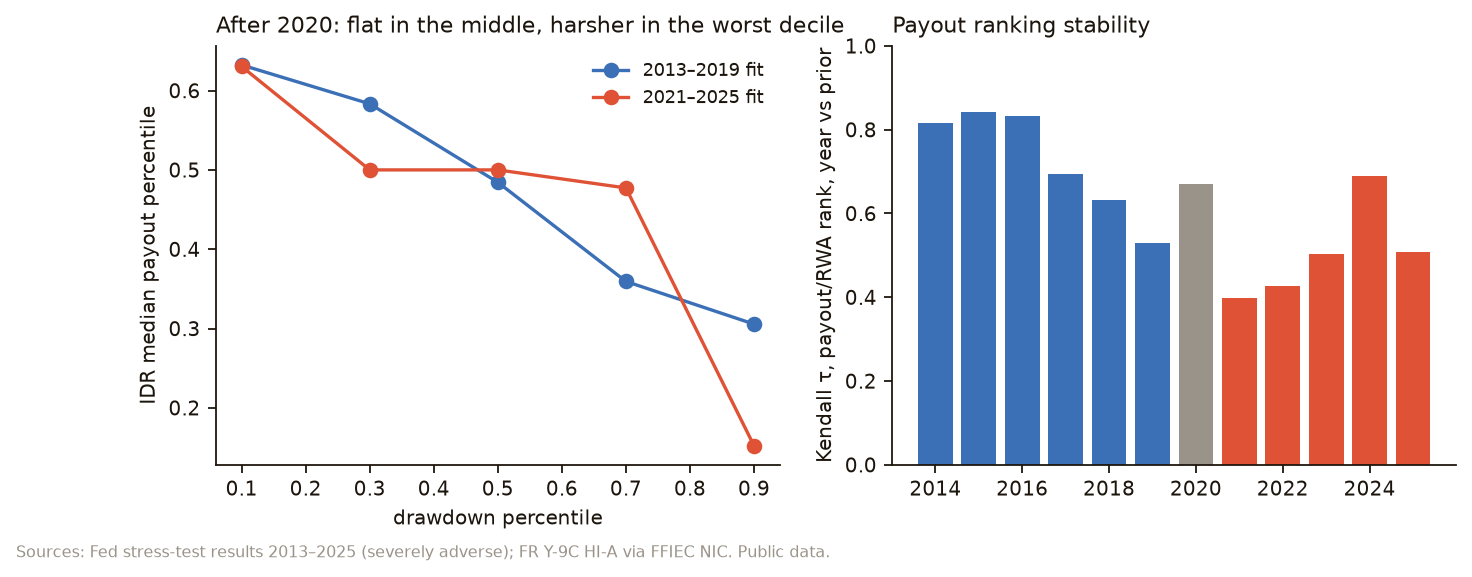 After 2020: flat in the middle, harsher in the worst decile
IDR median payout percentile
0.6
0.5
0.4
0.3
0.2
2013–2019 fit
2021–2025 fit
0.1 0.2 0.3 0.4 0.5 0.6 0.7 0.8 0.9
drawdown percentile
Payout ranking stability
Kendall τ, payout/RWA rank, year vs prior
1.0
0.8
0.6
0.4
0.2
0.0
2014 2016 2018 2020 2022 2024
Sources: Fed stress-test results 2013–2025 (severely adverse); FR Y-9C HI-A via FFIEC NIC. Public data.